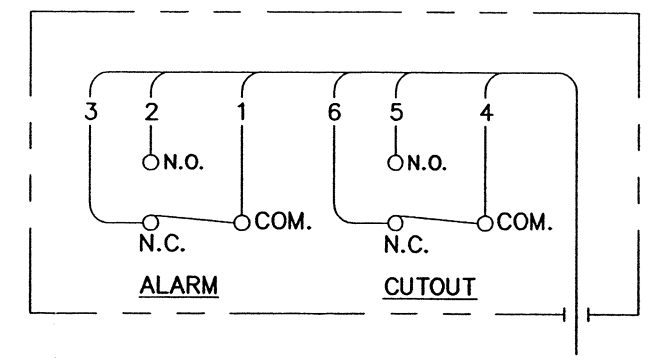 3 2 1 6 5 4
N.O. N.O.
COM. COM.
N.C. N.C.
ALARM CUTOUT